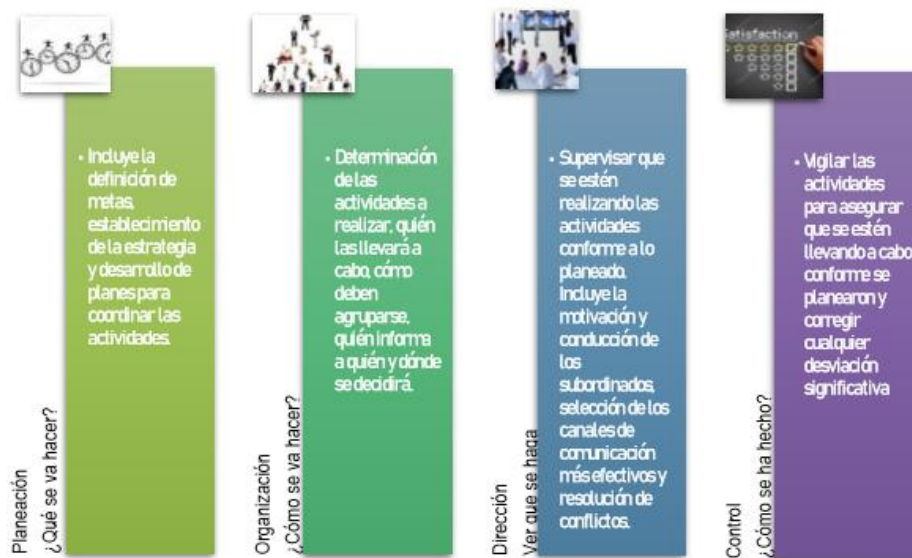 Planeación
¿Qué se va hacer?
• Incluye la
definición de
metas,
establecimiento
de la estrategia
y desarrollo de
planes para
coordinar las
actividades.
Organización
¿Cómo se va hacer?
• Determinación
de las
actividades a
realizar, quién
las llevará a
cabo, cómo
deben
agruparse,
quién informa
a quién y dónde
se decidirá.
Dirección
Ver que se haga
• Supervisar que
se estén
realizando las
actividades
conforme a lo
planeado.
Incluye la
motivación y
conducción de
los
subordinados,
selección de los
canales de
comunicación
más efectivos y
resolución de
conflictos.
Satisfaction
Control
¿Cómo se ha hecho?
• Vigilar las
actividades
para asegurar
que se estén
llevando a cabo
conforme se
planearon y
corregir
cualquier
desviación
significativa